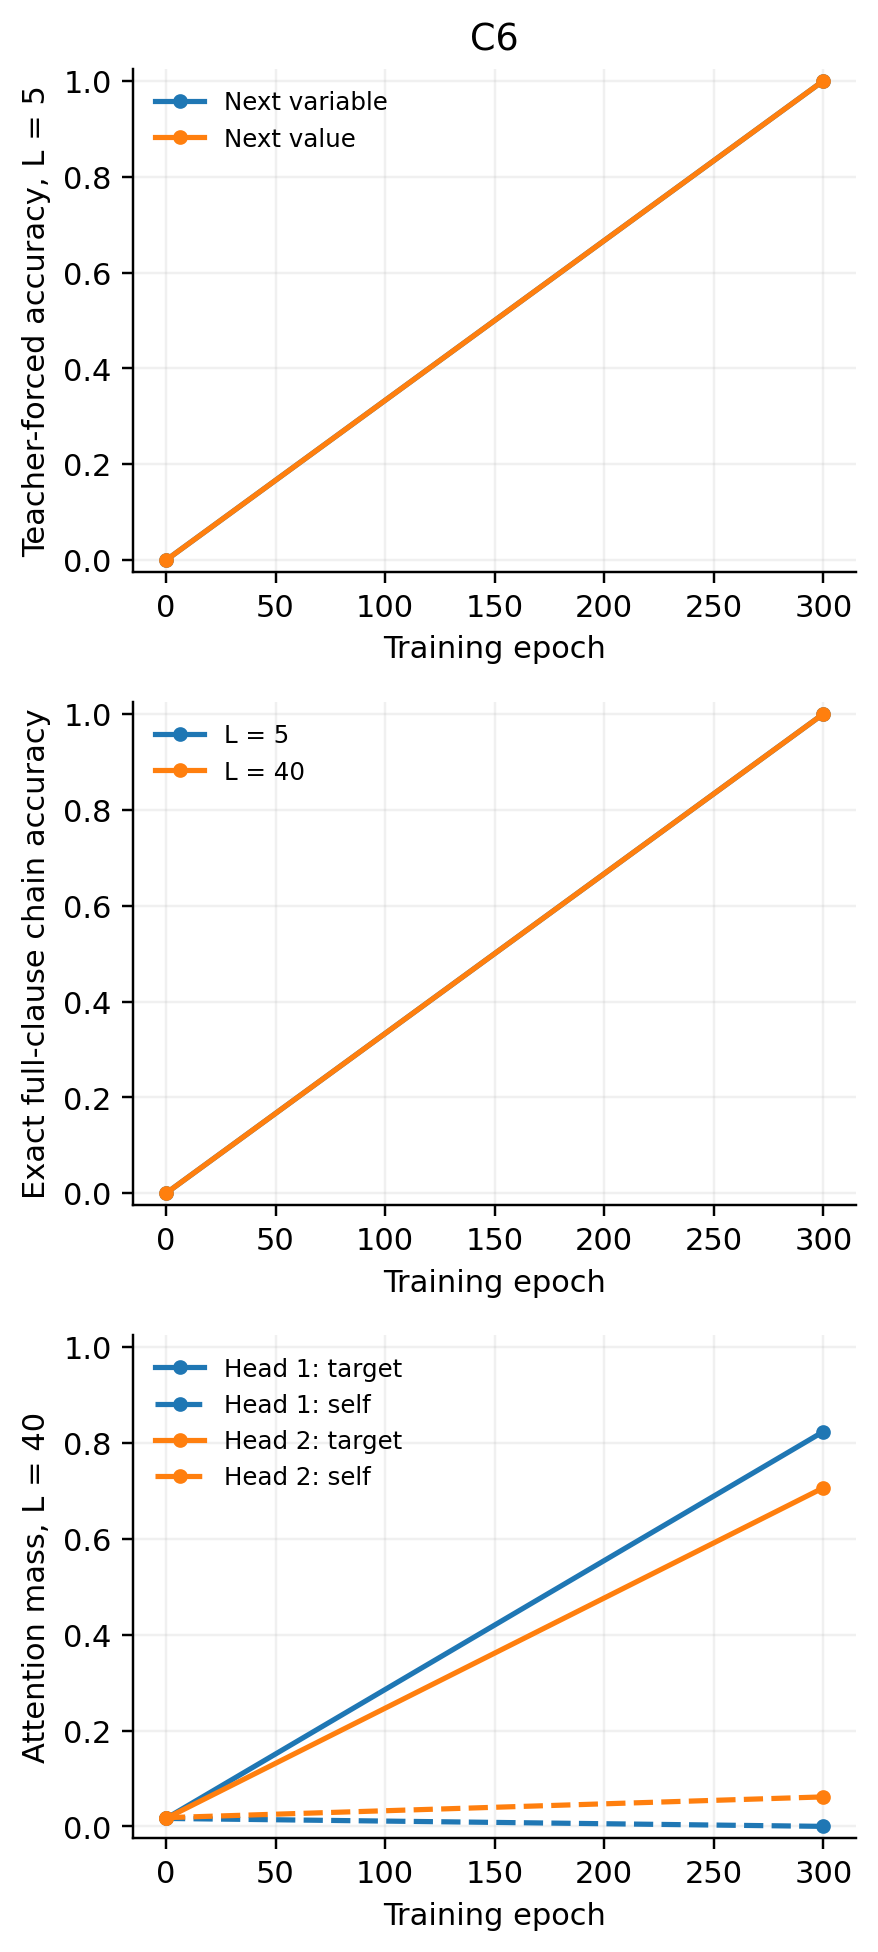 C6
Teacher-forced accuracy, L = 5
1.0
0.8
0.6
0.4
0.2
0.0
Next variable
Next value
0 50 100 150 200 250 300
Training epoch
Exact full-clause chain accuracy
1.0
0.8
0.6
0.4
0.2
0.0
L = 5
L = 40
0 50 100 150 200 250 300
Training epoch
Attention mass, L = 40
1.0
0.8
0.6
0.4
0.2
0.0
Head 1: target
Head 1: self
Head 2: target
Head 2: self
0 50 100 150 200 250 300
Training epoch